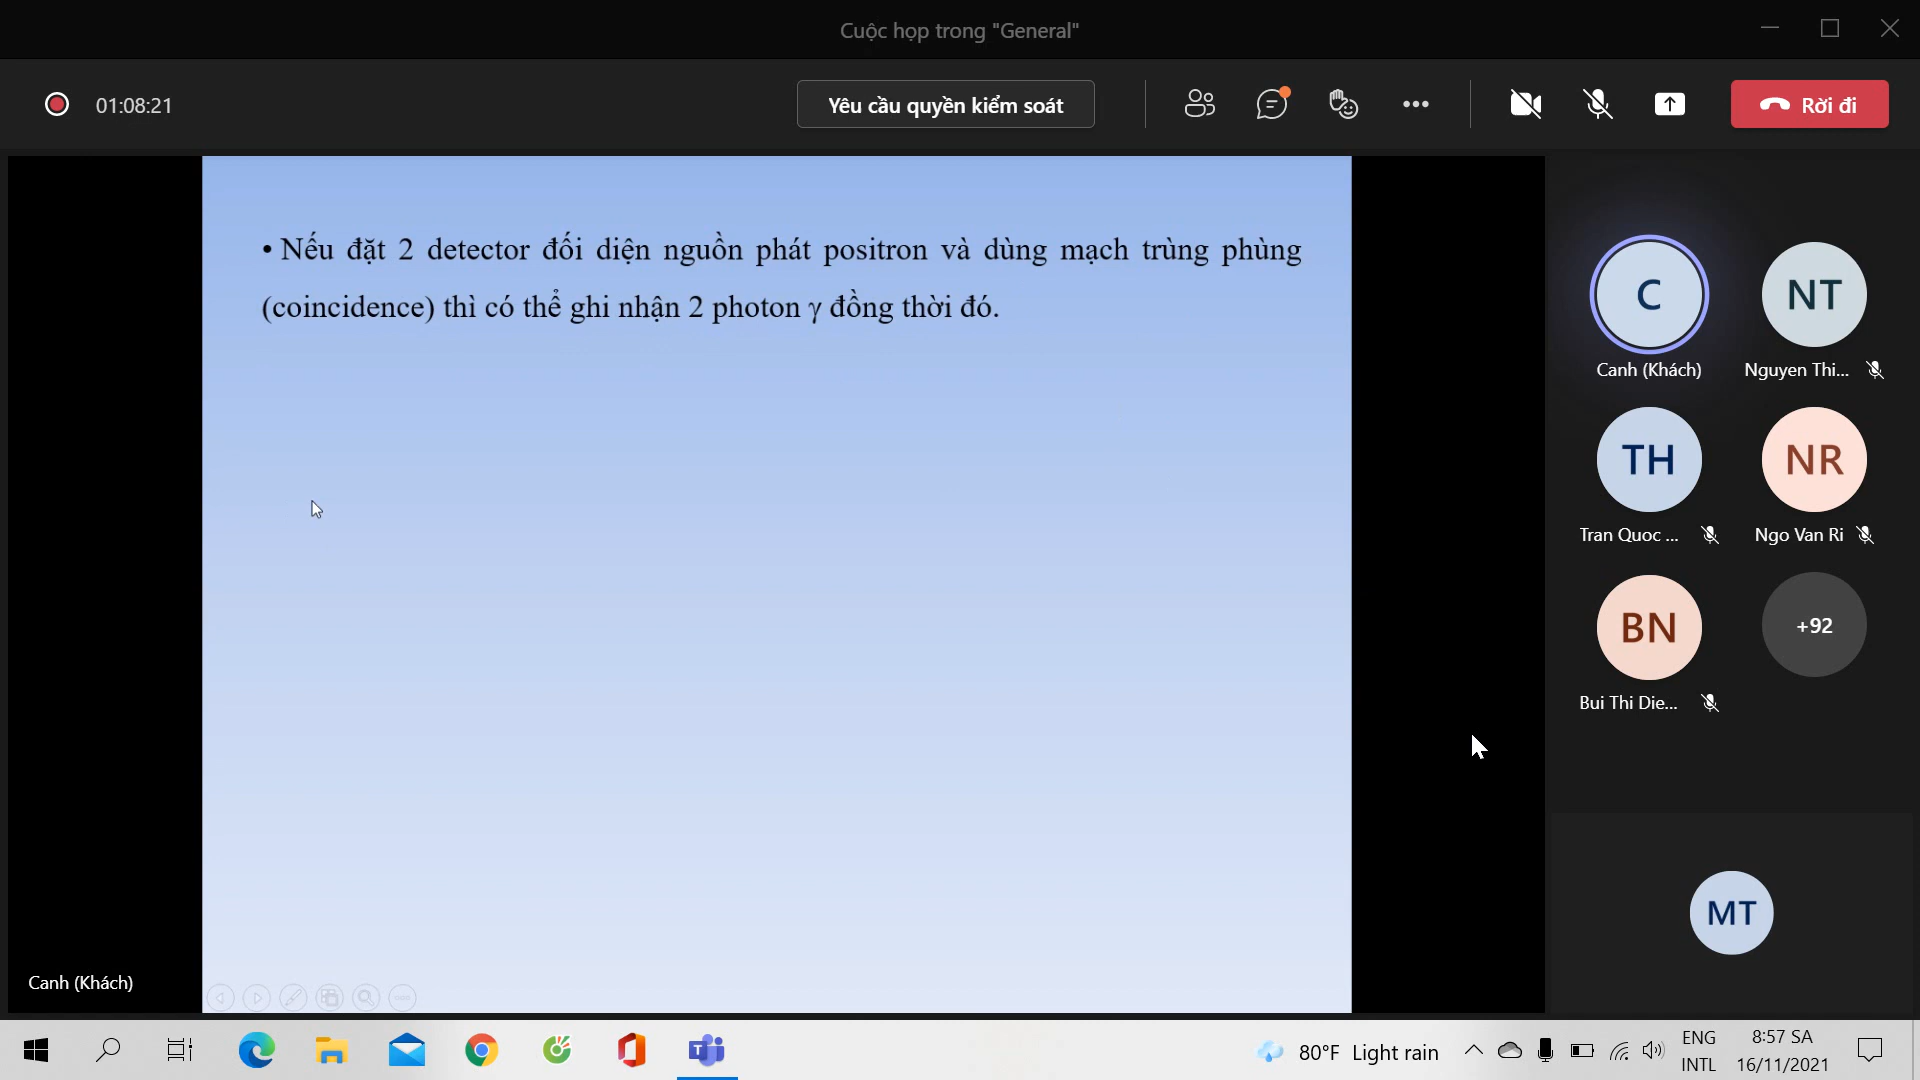 Cuộc họp trong "General"
01:08:21
Yêu cầu quyền kiểm soát
Rời đi
• Nếu đặt 2 detector đối diện nguồn phát positron và dùng mạch trùng phùng
(coincidence) thì có thể ghi nhận 2 photon γ đồng thời đó.
C
NT
Canh (Khách)
Nguyen Thi...
TH
NR
Tran Quoc ...
Ngo Van Ri
BN
+92
Bui Thi Die...
MT
Canh (Khách)
80°F Light rain
ENG
INTL
8:57 SA
16/11/2021